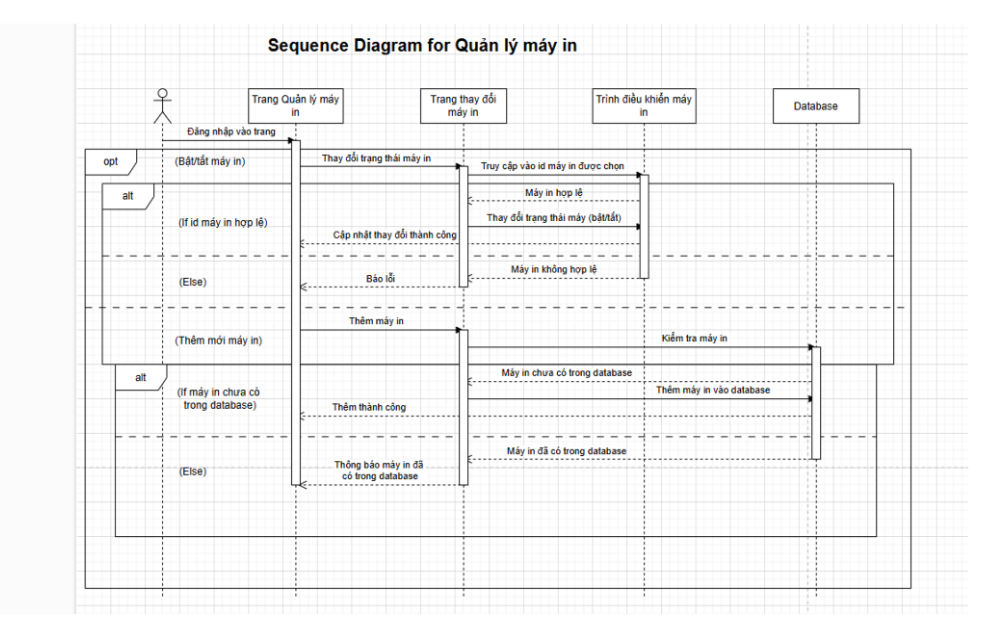 Sequence Diagram for Quản lý máy in
Trang Quản lý máy
in
Trang thay đổi
máy in
Trình điều khiển máy
in
Database
Đăng nhập vào trang
opt
(Bật/tắt máy in)
Thay đổi trạng thái máy in
Truy cập vào id máy in được chọn
alt
Máy in hợp lệ
(If id máy in hợp lệ)
Thay đổi trạng thái máy (bật/tắt)
Cập nhật thay đổi thành công
Máy in không hợp lệ
(Else)
Báo lỗi
Thêm máy in
(Thêm mới máy in)
Kiểm tra máy in
alt
Máy in chưa có trong database
(If máy in chưa có
trong database)
Thêm máy in vào database
Thêm thành công
Máy in đã có trong database
(Else)
Thông báo máy in đã
có trong database